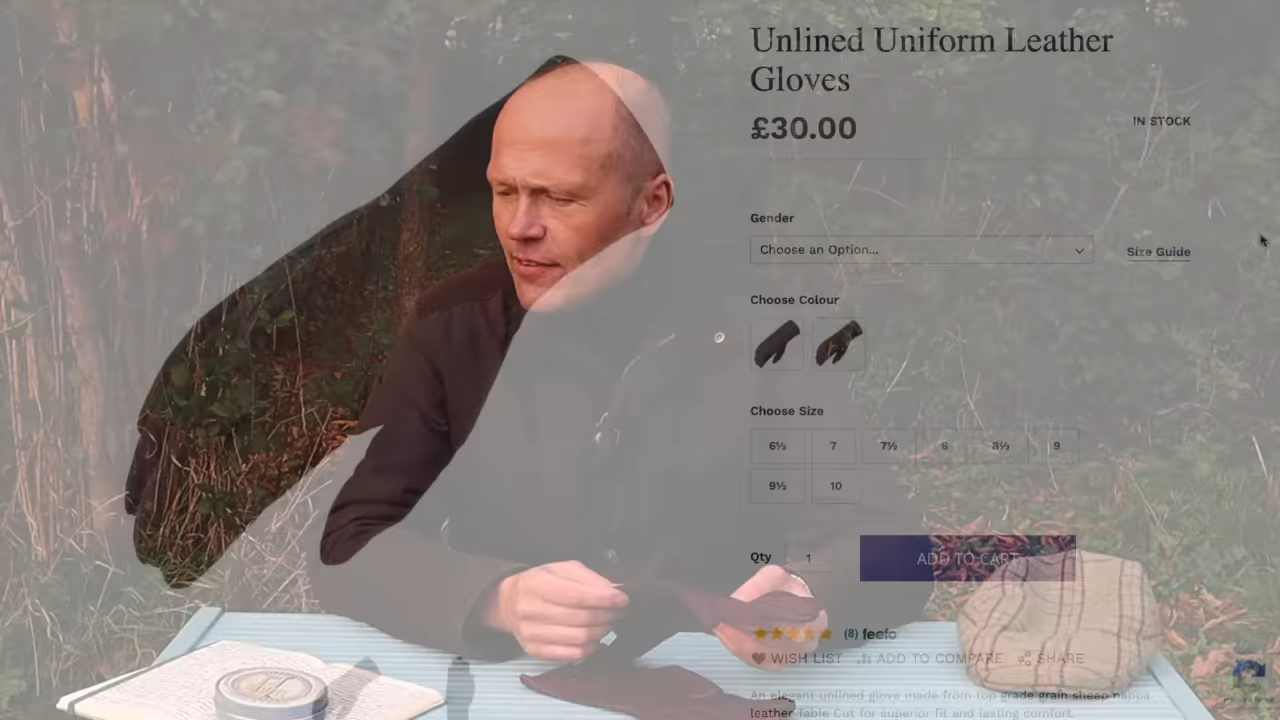 Unlined Uniform Leather
Gloves
£30.00
IN STOCK
Gender
Choose an Option...
Size Guide
Choose Colour
Choose Size
6½ 7 7½ 8 8½ 9
9½ 10
Qty 1 ADD TO CART
(8) feefo
WISH LIST ADD TO COMPARE SHARE
An elegant unlined glove made from top grade grain sheep nappa
leather Table Cut for superior fit and lasting comfort.